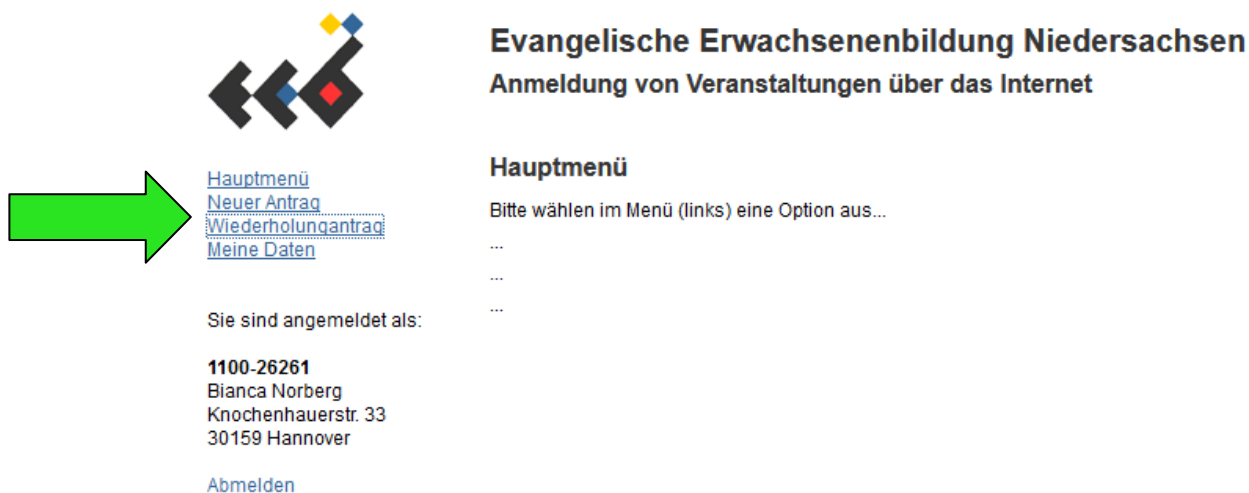 Evangelische Erwachsenenbildung Niedersachsen
Anmeldung von Veranstaltungen über das Internet
Hauptmenü
Neuer Antrag
Wiederholungantrag
Meine Daten
Sie sind angemeldet als:
1100-26261
Bianca Norberg
Knochenhauerstr. 33
30159 Hannover
Abmelden
Hauptmenü
Bitte wählen im Menü (links) eine Option aus...
...
...
...